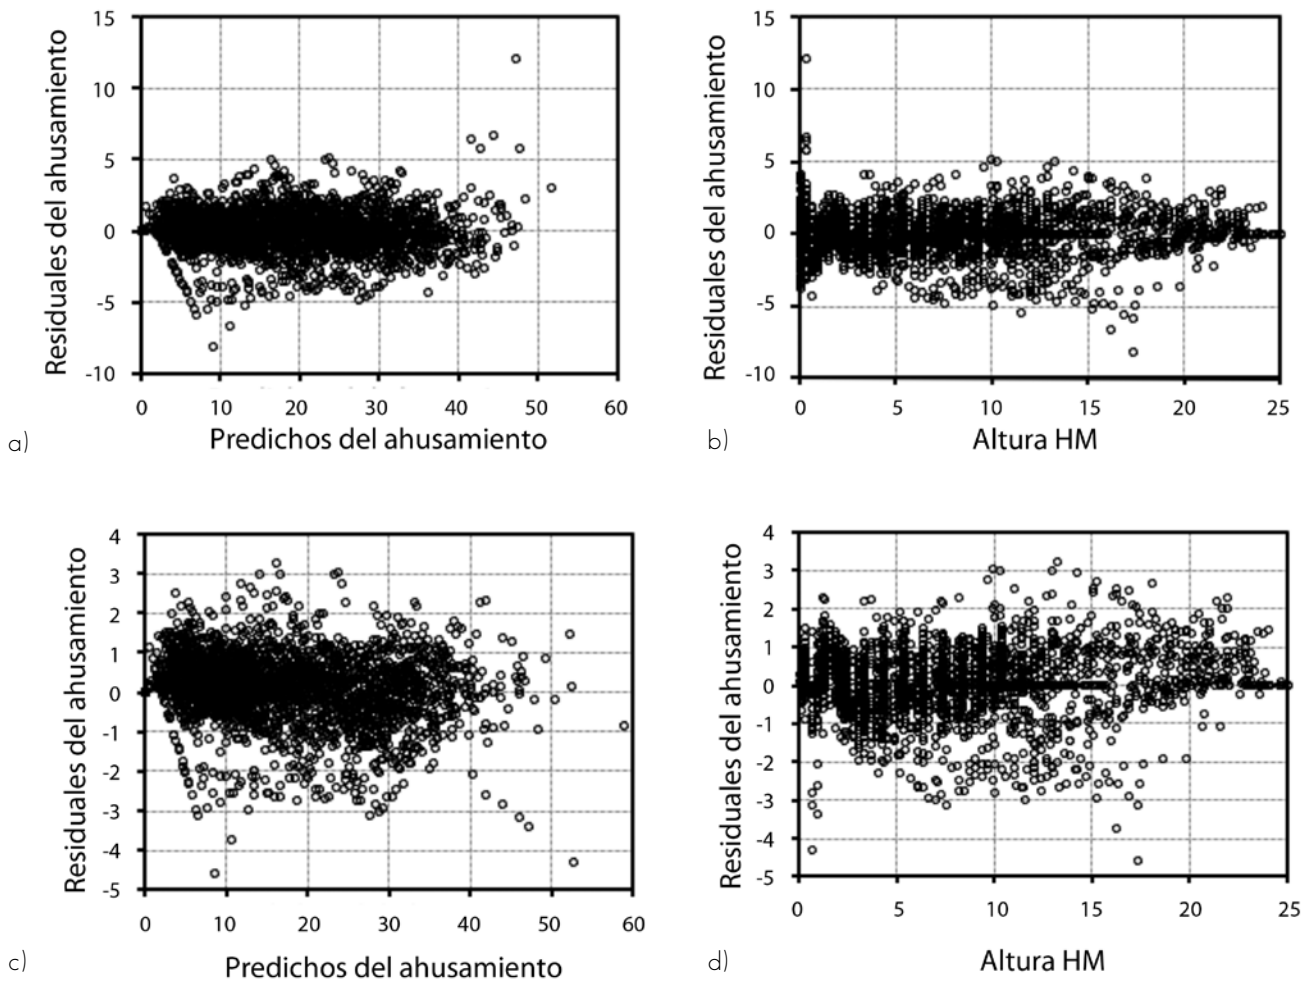 15
10
5
0
-5
-10
Residuales del ahusamiento
0 10 20 30 40 60
Predichos del ahusamiento
a)
15
10
5
0
-5
-10
Residuales del ahusamiento
0 5 10 15 20 25
Altura HM
b)
4
3
2
1
0
-1
-2
-3
-4
-5
Residuales del ahusamiento
0 10 20 30 40 50 60
Predichos del ahusamiento
c)
4
3
2
1
0
-1
-2
-3
-4
-5
Residuales del ahusamiento
0 5 10 15 20 25
Altura HM
d)